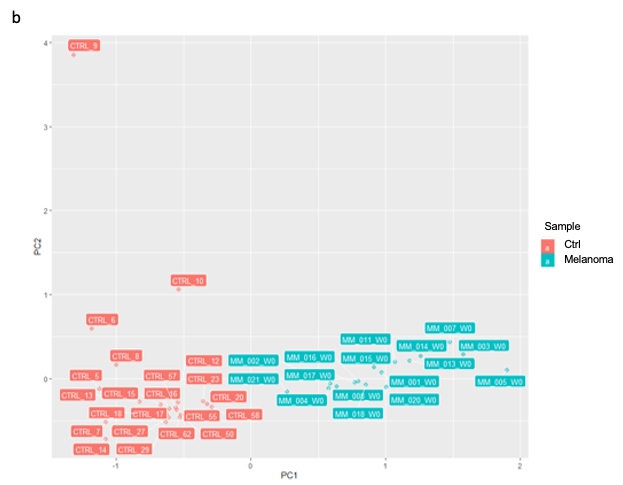 b
CTRL_9
4
3
2
1
0
PC2
CTRL_10
CTRL_6
CTRL_8
CTRL_12
CTRL_5
CTRL_57
CTRL_23
CTRL_13
CTRL_15
CTRL_16
CTRL_20
CTRL_18
CTRL_17
CTRL_55
CTRL_58
CTRL_7
CTRL_27
CTRL_62
CTRL_50
CTRL_14
CTRL_29
MM_007_W0
MM_011_W0
MM_014_W0
MM_003_W0
MM_002_W0
MM_016_W0
MM_015_W0
MM_013_W0
MM_021_W0
MM_017_W0
MM_001_W0
MM_005_W0
MM_004_W0
MM_008_W0
MM_020_W0
MM_018_W0
-1
0
1
2
PC1
Sample
a Ctrl
a Melanoma